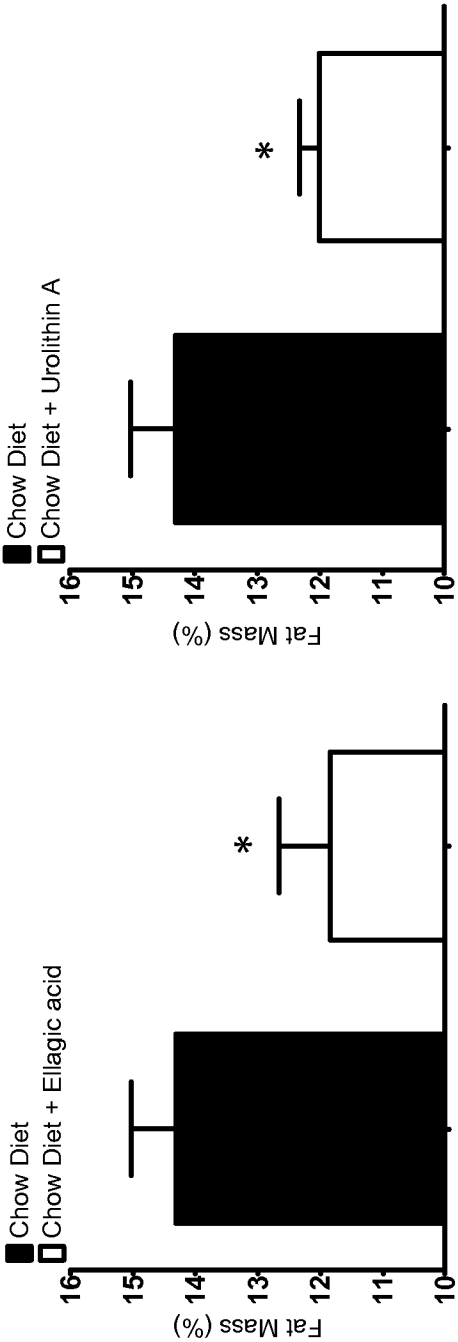 Chow Diet
Chow Diet + Ellagic acid
Fat Mass (%)
16
15
14
13
12
11
10
*
Chow Diet
Chow Diet + Urolithin A
Fat Mass (%)
16
15
14
13
12
11
10
*